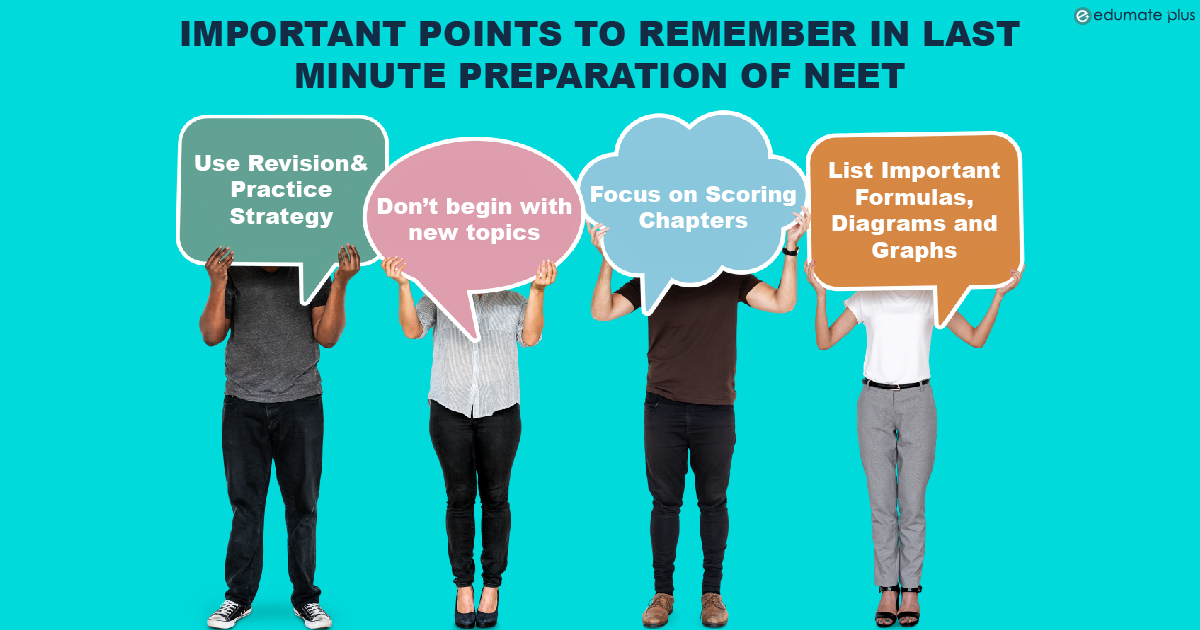 edumate plus
IMPORTANT POINTS TO REMEMBER IN LAST
MINUTE PREPARATION OF NEET
Use Revision&
Practice
Strategy
Don’t begin with
new topics
Focus on Scoring
Chapters
List Important
Formulas,
Diagrams and
Graphs